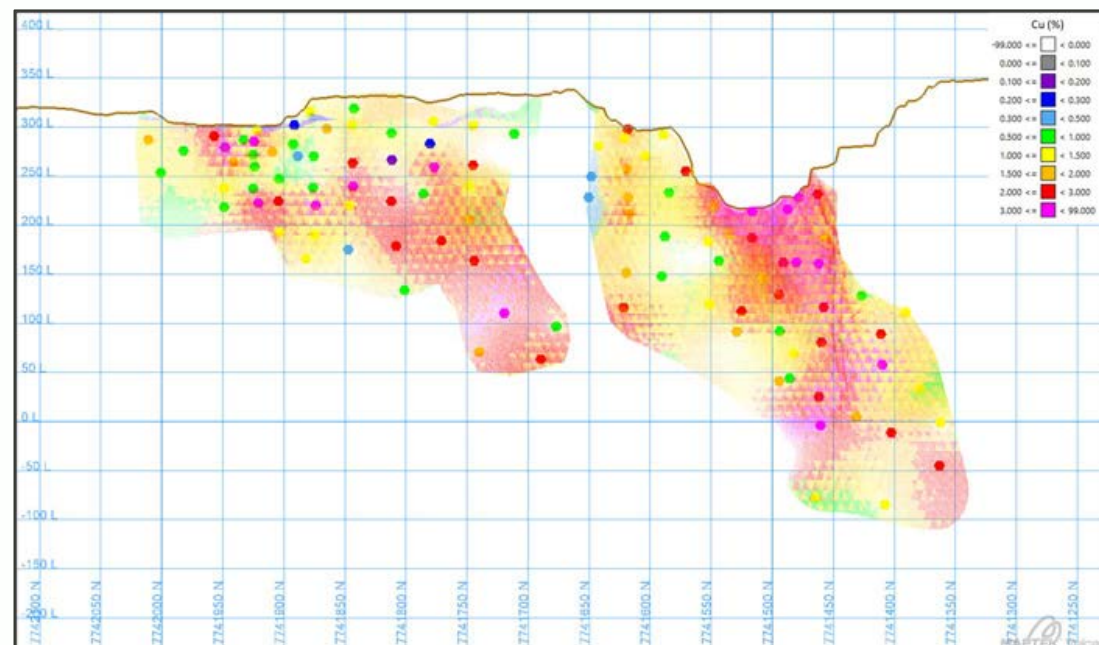 Cu (%)
-99.000 <= < 0.000
0.000 <= < 0.100
0.100 <= < 0.200
0.200 <= < 0.300
0.300 <= < 0.500
0.500 <= < 1.000
1.000 <= < 1.500
1.500 <= < 2.000
2.000 <= < 3.000
3.000 <= < 99.000
400 L
350 L
300 L
250 L
200 L
150 L
100 L
50 L
0 L
-50 L
-100 L
-150 L
-200 L
7742050 N
7742000 N
7741950 N
7741850 N
7741800 N
7741750 N
7741700 N
7741650 N
7741600 N
7741550 N
7741500 N
7741450 N
7741400 N
7741350 N
7741300 N
7741250 N